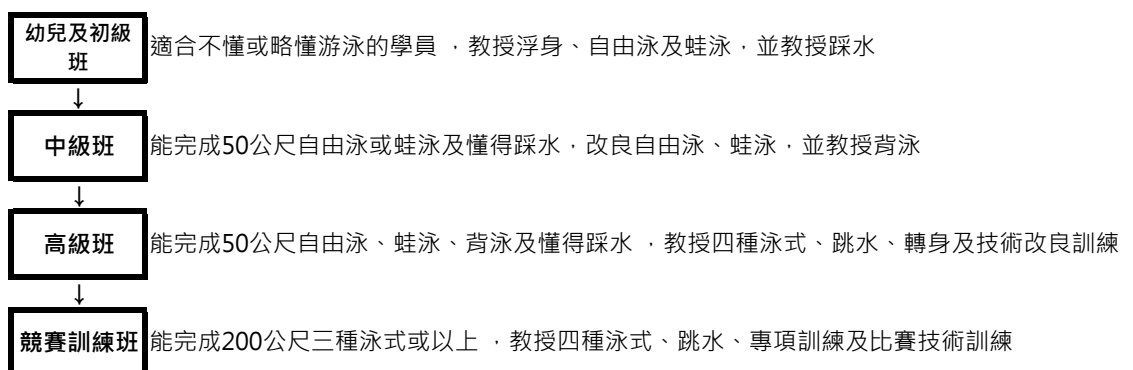 幼兒及初級
班
適合不懂或略懂游泳的學員 ，教授浮身、自由泳及蛙泳，並教授踩水
↓
中級班 能完成50公尺自由泳或蛙泳及懂得踩水，改良自由泳、蛙泳，並教授背泳
↓
高級班 能完成50公尺自由泳、蛙泳、背泳及懂得踩水 ，教授四種泳式、跳水、轉身及技術改良訓練
↓
競賽訓練班 能完成200公尺三種泳式或以上 ，教授四種泳式、跳水、專項訓練及比賽技術訓練